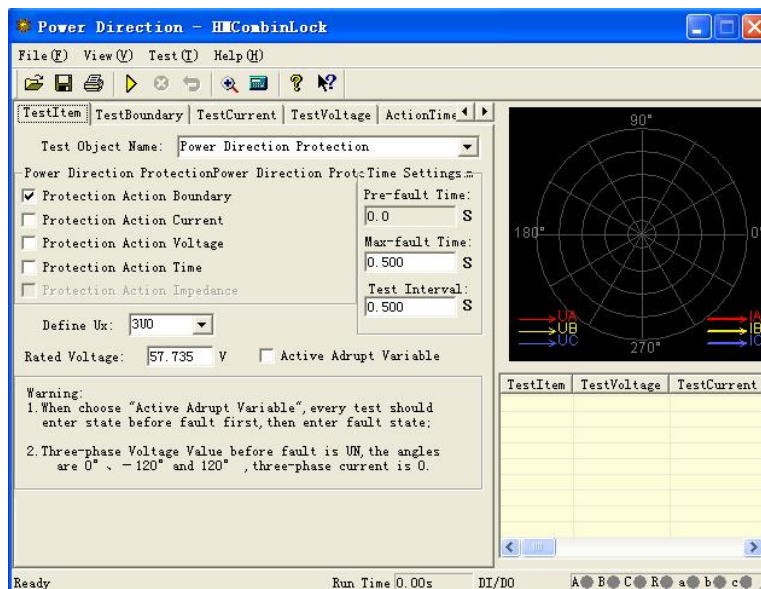 Power Direction - HMCombinLock
File(F) View(V) Test(T) Help(H)
TestItem TestBoundary TestCurrent TestVoltage ActionTime
Test Object Name: Power Direction Protection
Power Direction ProtectionPower Direction Prot
Protection Action Boundary
Protection Action Current
Protection Action Voltage
Protection Action Time
Protection Action Impedance
Time Settings
Pre-fault Time:
0.0 S
Max-fault Time:
0.500 S
Test Interval:
0.500 S
Define Ux: 3U0
Rated Voltage: 57.735 V Active Adrupt Variable
Warning:
1.When choose "Active Adrupt Variable", every test should
enter state before fault first, then enter fault state;
2.Three-phase Voltage Value before fault is UN, the angles
are 0°、-120° and 120° ,three-phase current is 0.
90°
180° 0°
270°
UA IA
UB IB
UC IC
TestItem TestVoltage TestCurrent
Ready Run Time 0.00s DI/DO A B C R a b c